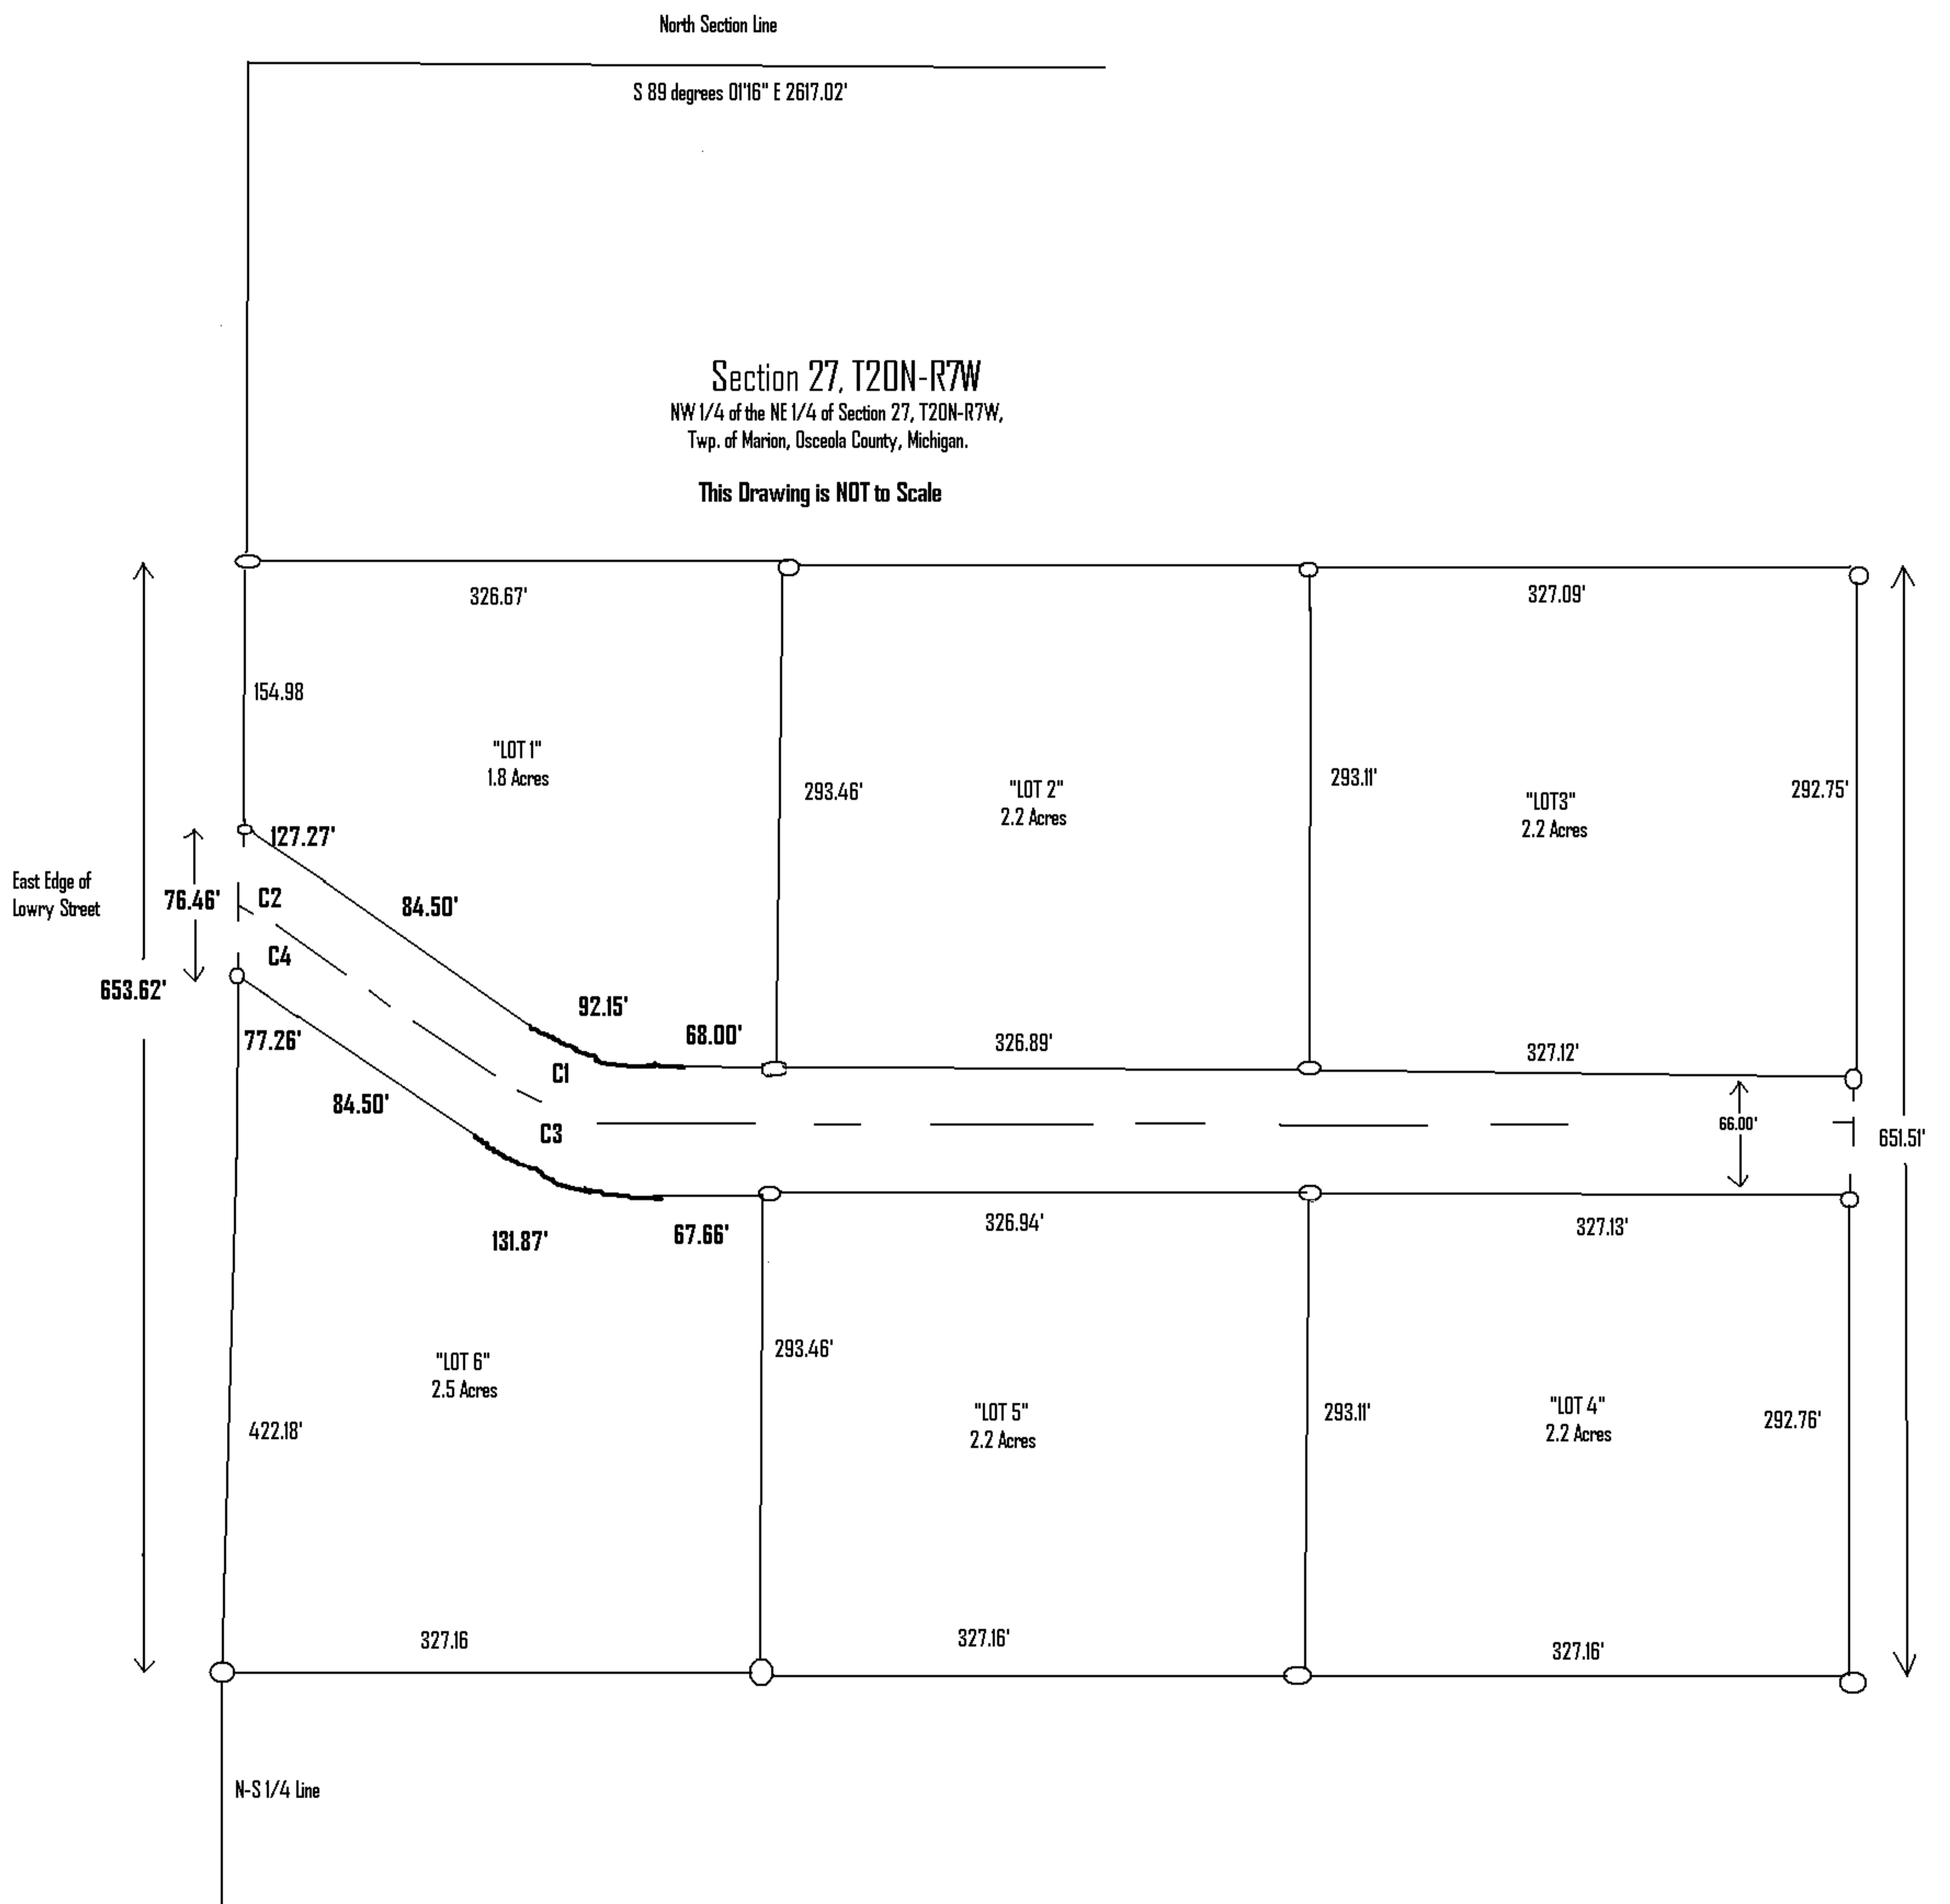 North Section Line
S 89 degrees 01'16" E 2617.02'
Section 27, T20N-R7W
NW 1/4 of the NE 1/4 of Section 27, T20N-R7W,
Twp. of Marion, Osceola County, Michigan.
This Drawing is NOT to Scale
326.67'
327.09'
154.98
"LOT 1"
1.8 Acres
293.46'
"LOT 2"
2.2 Acres
293.11'
"LOT3"
2.2 Acres
292.75'
127.27'
East Edge of
Lowry Street
76.46'
C2
84.50'
C4
653.62'
92.15'
77.26'
68.00'
326.89'
327.12'
C1
84.50'
C3
66.00'
651.51'
131.87'
67.66'
326.94'
327.13'
"LOT 6"
2.5 Acres
293.46'
"LOT 5"
2.2 Acres
293.11'
"LOT 4"
2.2 Acres
292.76'
422.18'
327.16
327.16'
327.16'
N-S 1/4 Line